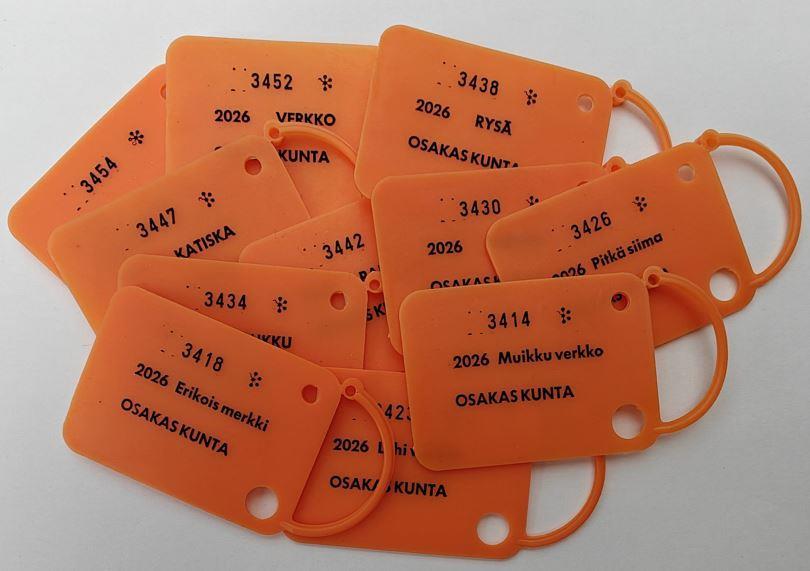 3454
3452
2026 VERKKO
KUNTA
3438
2026 RYSÄ
OSAKAS KUNTA
3447
KATISKA
3442
3430
2026
3426
2026 Pitkä siima
3434
3414
2026 Muikku verkko
OSAKAS KUNTA
3418
2026 Erikois merkki
OSAKAS KUNTA
2026
OSAKAS KUNTA